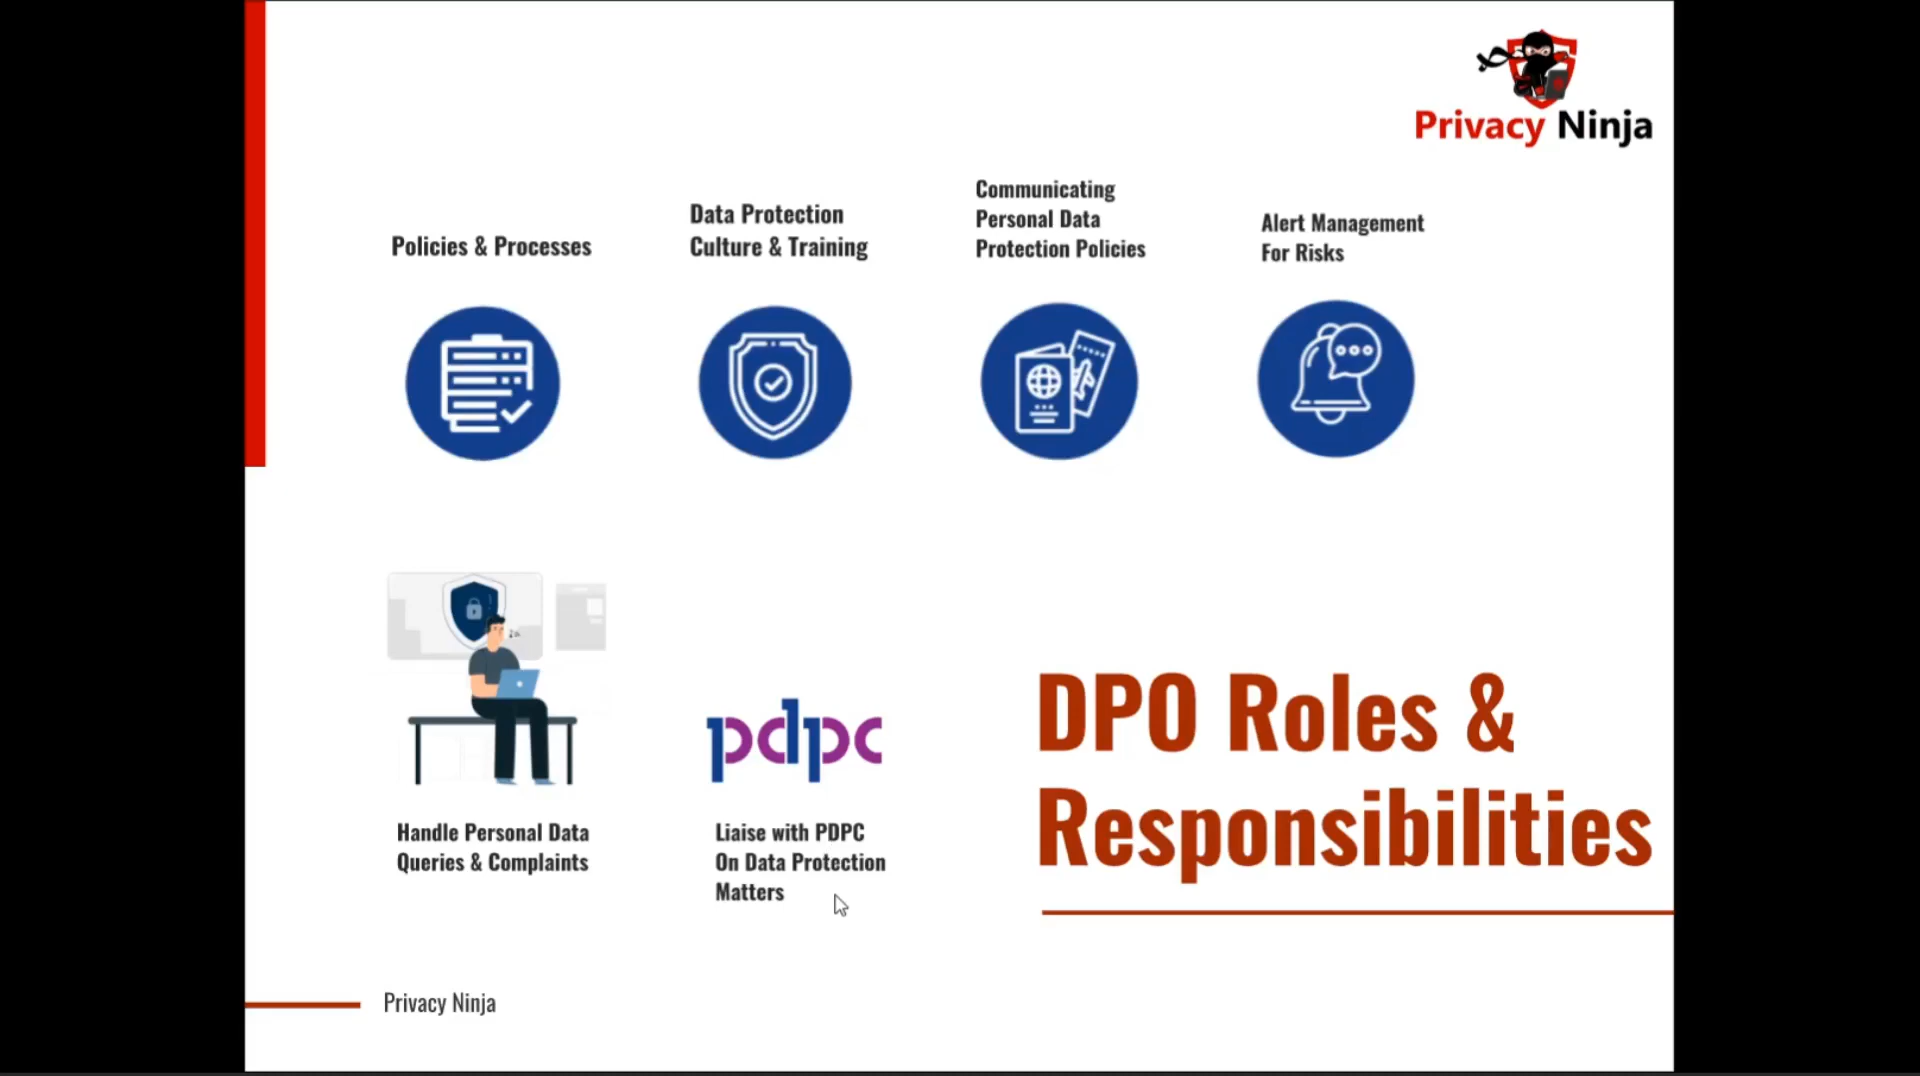 Privacy Ninja
Policies & Processes
Data Protection
Culture & Training
Communicating
Personal Data
Protection Policies
Alert Management
For Risks
pdpc
Handle Personal Data
Queries & Complaints
Liaise with PDPC
On Data Protection
Matters
DPO Roles &
Responsibilities
Privacy Ninja